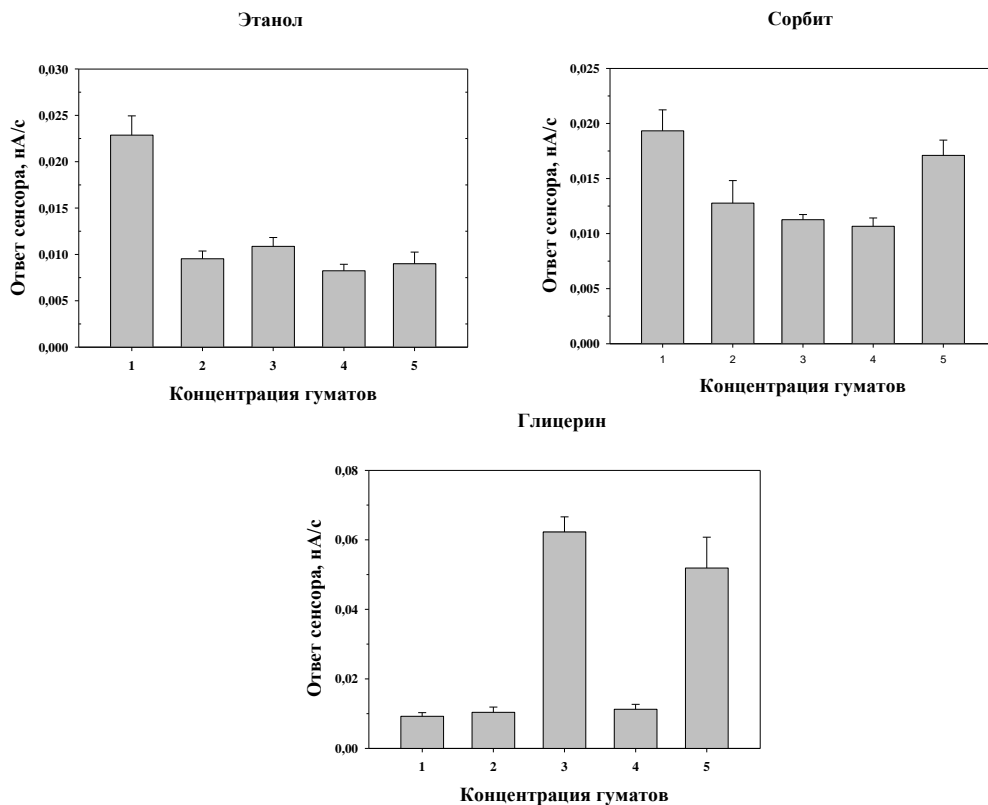 Этанол
0,030
0,025
0,020
0,015
0,010
0,005
0,000
Ответ сенсора, нА/с
1 2 3 4 5
Концентрация гуматов
Сорбит
0,025
0,020
0,015
0,010
0,005
0,000
Ответ сенсора, нА/с
1 2 3 4 5
Концентрация гуматов
Глицерин
0,08
0,06
0,04
0,02
0,00
Ответ сенсора, нА/с
1 2 3 4 5
Концентрация гуматов